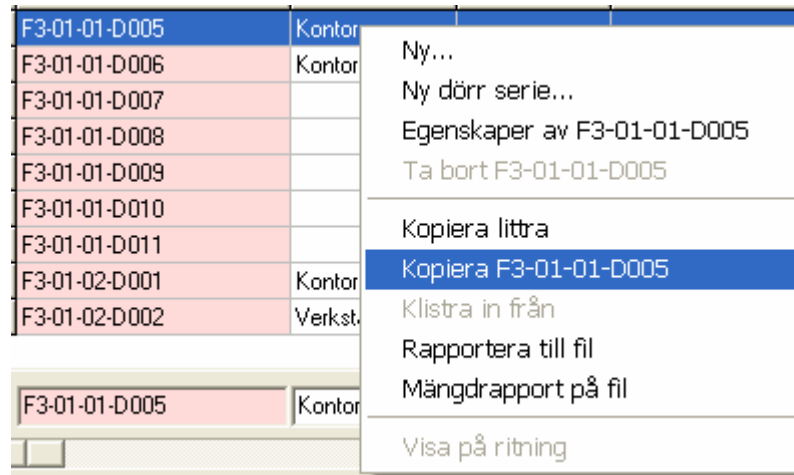 F3-01-01-D005 Kontor
F3-01-01-D006 Kontor
F3-01-01-D007
F3-01-01-D008
F3-01-01-D009
F3-01-01-D010
F3-01-01-D011
F3-01-02-D001 Kontor
F3-01-02-D002 Verkst
F3-01-01-D005 Kontor
Ny...
Ny dörr serie...
Egenskaper av F3-01-01-D005
Ta bort F3-01-01-D005
Kopiera littra
Kopiera F3-01-01-D005
Klistra in från
Rapportera till fil
Mängdrapport på fil
Visa på ritning